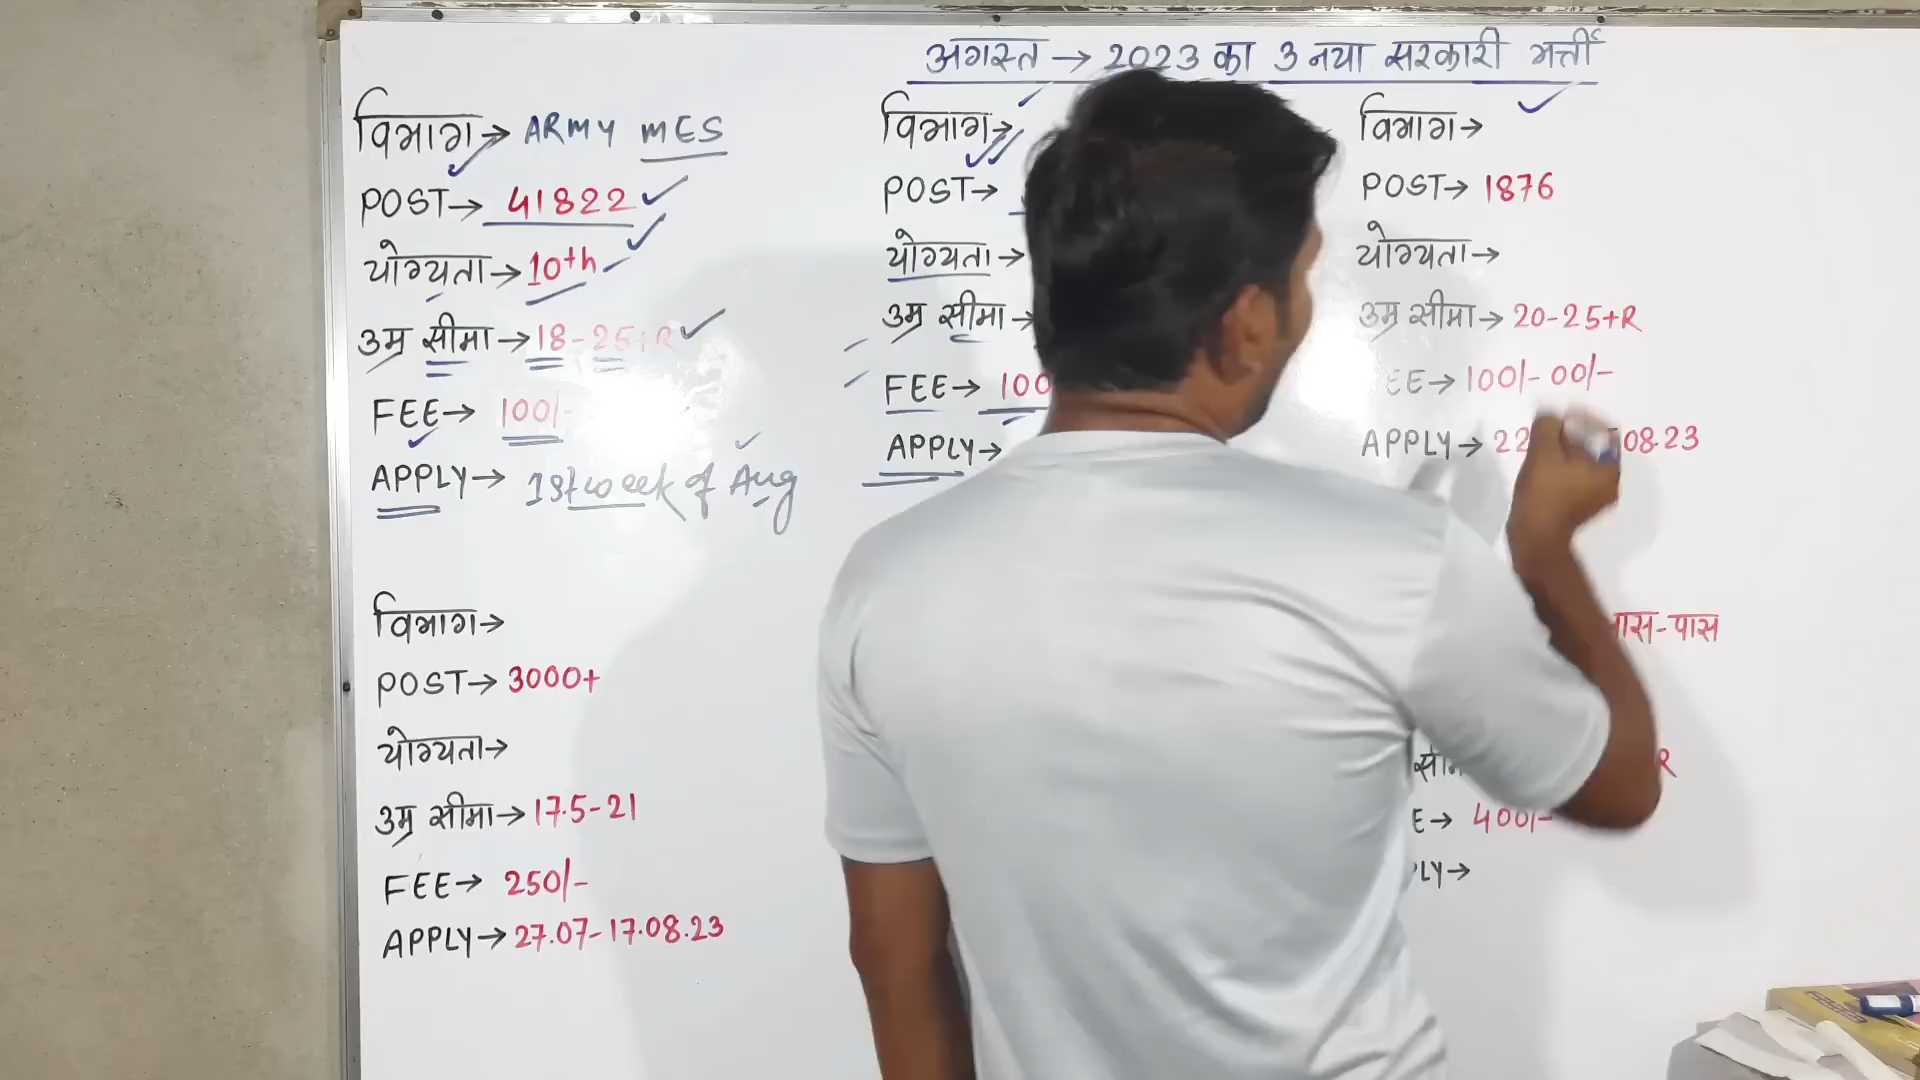 अगस्त → 2023 का 3 नया सरकारी भर्ती
विभाग → ARMY MES
POST → 41822
योग्यता → 10th
उम्र सीमा → 18-25+R
FEE → 100/-
APPLY → 1st week of Aug
विभाग →
POST →
योग्यता →
उम्र सीमा →
FEE → 100
APPLY →
विभाग →
POST → 1876
योग्यता →
उम्र सीमा → 20-25+R
EE → 100/- 00/-
APPLY → 22 08.23
विभाग →
POST → 3000+
योग्यता →
उम्र सीमा → 17.5-21
FEE → 250/-
APPLY → 27.07-17.08.23
पास
R
E → 400/-
LY →